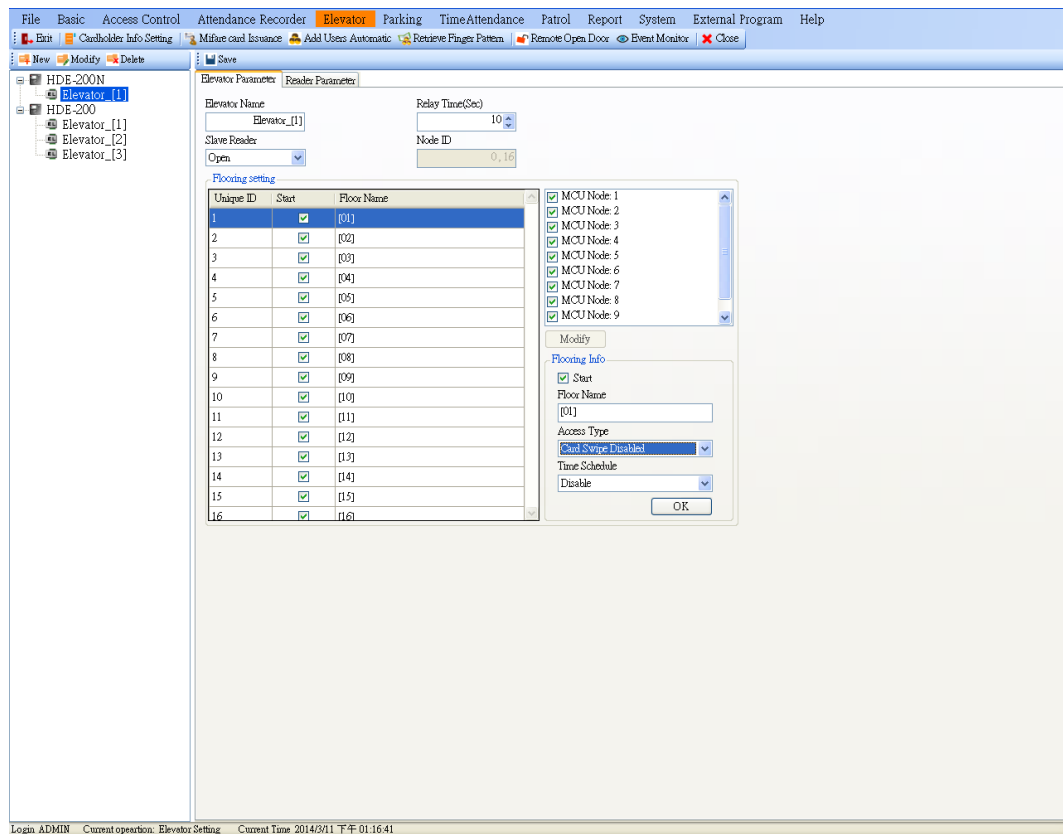 File Basic Access Control Attendance Recorder Elevator Parking TimeAttendance Patrol Report System External Program Help
Exit Cardholder Info Setting Mifare card Issuance Add Users Automatic Retrieve Finger Pattern Remote Open Door Event Monitor Close
New Modify Delete
Save
HDE-200N
Elevator_[1]
HDE-200
Elevator_[1]
Elevator_[2]
Elevator_[3]
Elevator Parameter Reader Parameter
Elevator Name Relay Time(Sec)
Elevator_[1] 10
Slave Reader Node ID
Open 0,16
Flooring setting
Unique ID Start Floor Name
1 [01]
2 [02]
3 [03]
4 [04]
5 [05]
6 [06]
7 [07]
8 [08]
9 [09]
10 [10]
11 [11]
12 [12]
13 [13]
14 [14]
15 [15]
16 [16]
MCU Node: 1
MCU Node: 2
MCU Node: 3
MCU Node: 4
MCU Node: 5
MCU Node: 6
MCU Node: 7
MCU Node: 8
MCU Node: 9
Modify
Flooring Info
Start
Floor Name
[01]
Access Type
Card Swipe Disabled
Time Schedule
Disable
OK
Login ADMIN Current opeartion: Elevator Setting Current Time 2014/3/11 下午 01:16:41